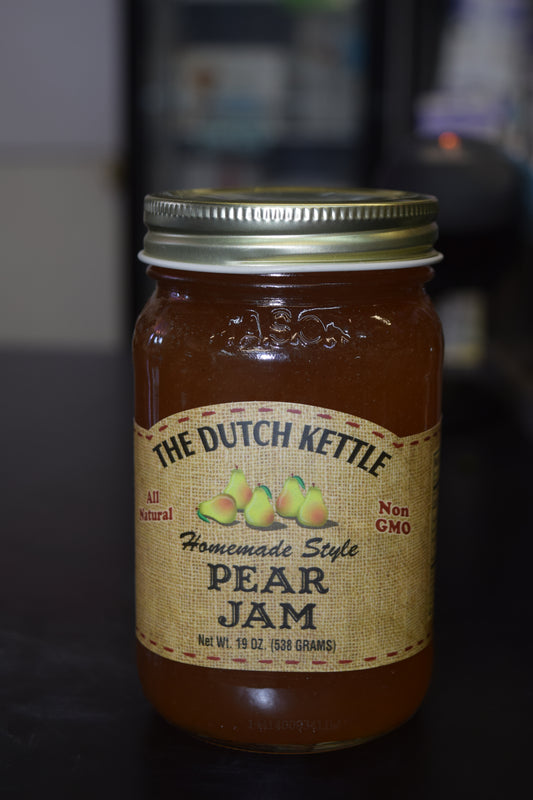 THE DUTCH KETTLE
All
Natural
Non
GMO
Homemade Style
PEAR
JAM
Net Wt. 19 OZ. (538 GRAMS)